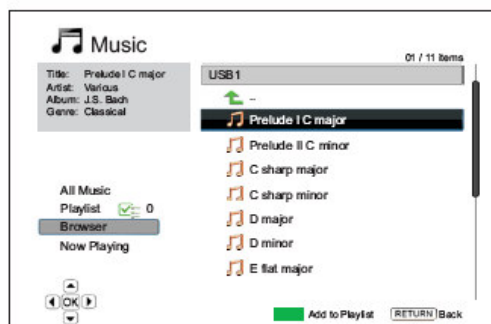 Music
01 / 11 items
Title: Prelude I C major
Artist: Various
Album: J.S. Bach
Genre: Classical
USB1
..
Prelude I C major
Prelude II C minor
C sharp major
C sharp minor
D major
D minor
E flat major
All Music
Playlist 0
Browser
Now Playing
OK
Add to Playlist RETURN Back